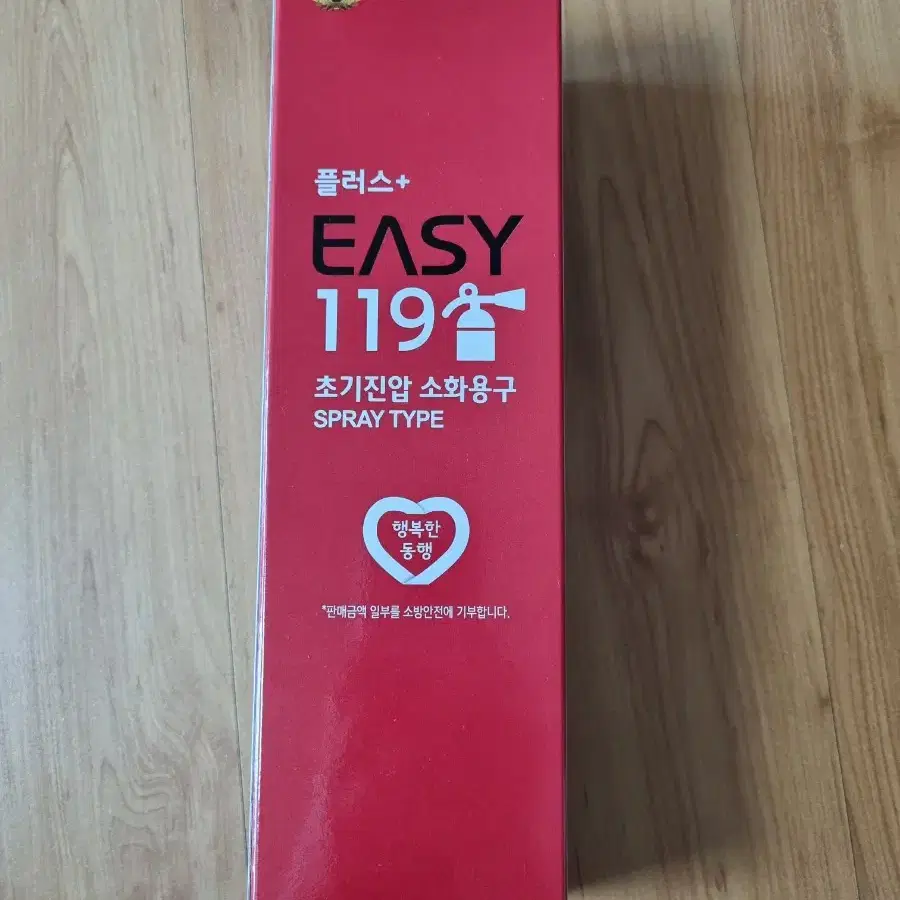 플러스+
EASY
119
초기진압 소화용구
SPRAY TYPE
행복한
동행
*판매금액 일부를 소방안전에 기부합니다.